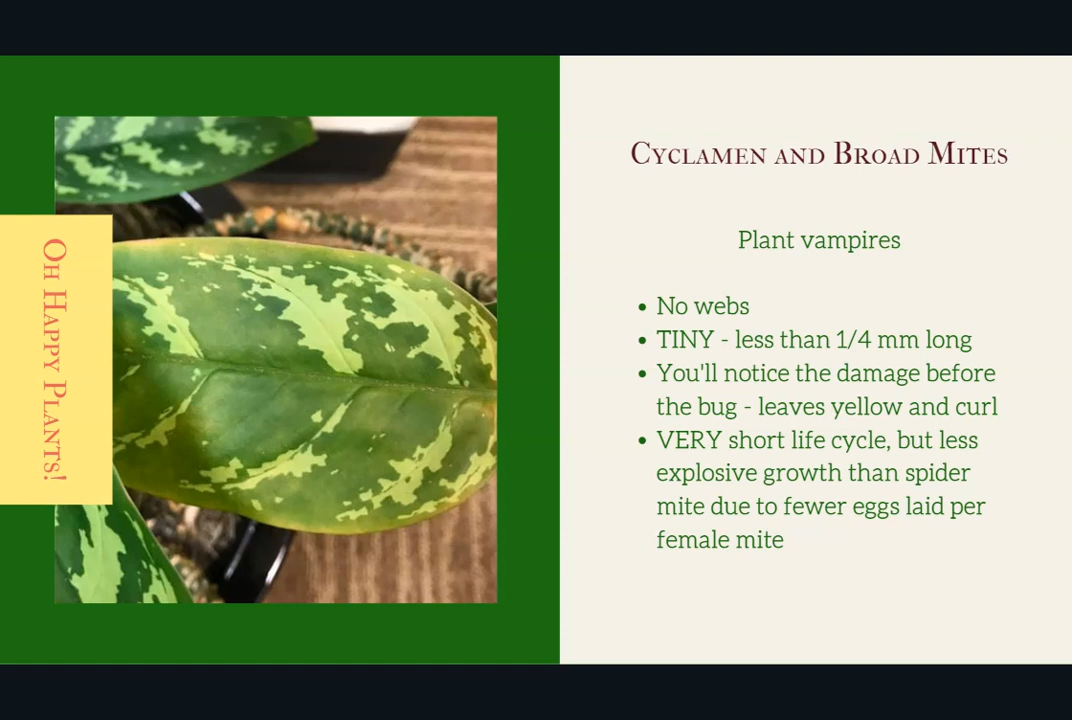 Oh Happy Plants!
Cyclamen and Broad Mites
Plant vampires
• No webs
• TINY - less than 1/4 mm long
• You'll notice the damage before
the bug - leaves yellow and curl
• VERY short life cycle, but less
explosive growth than spider
mite due to fewer eggs laid per
female mite